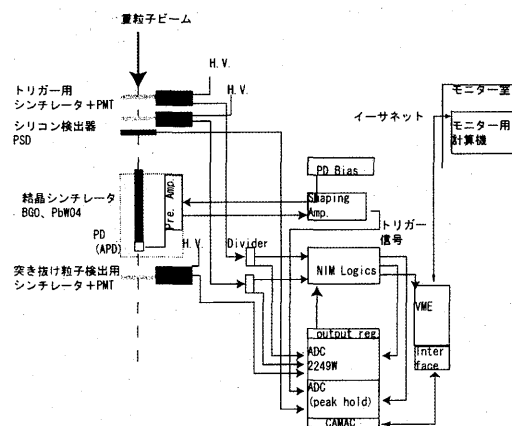 重粒子ビーム
H.V.
H.V.
トリガー用
シンチレータ+PMT
シリコン検出器
PSD
モニター室
イーサネット
モニター用
計算機
PD Bias
結晶シンチレータ
BGO、PbWO4
Pre. Amp.
Shaping
Amp.
PD
(APD)
H.V.
Divider
トリガー
信号
突き抜け粒子検出用
シンチレータ+PMT
NIM Logics
VME
output reg.
ADC
2249W
Inter
face
ADC
(peak hold)
CAMAC